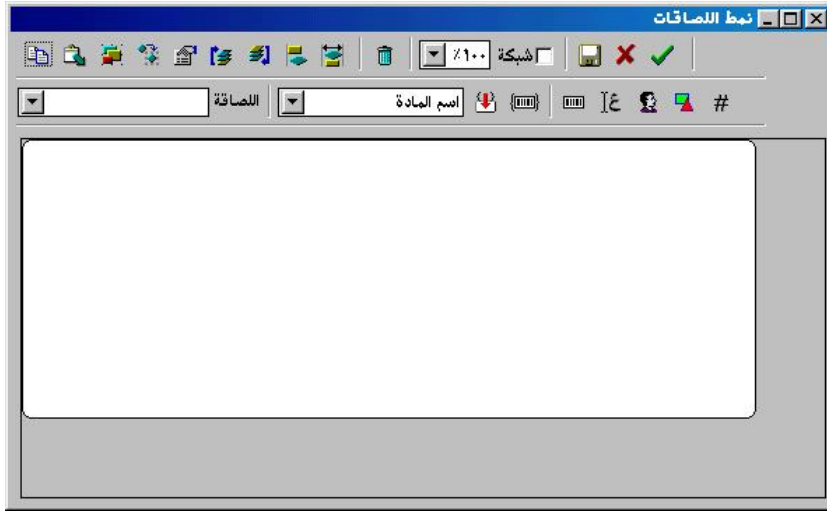 نمط اللصاقات
شبكة ١٠٠٪
# غ اسم المادة اللصاقة